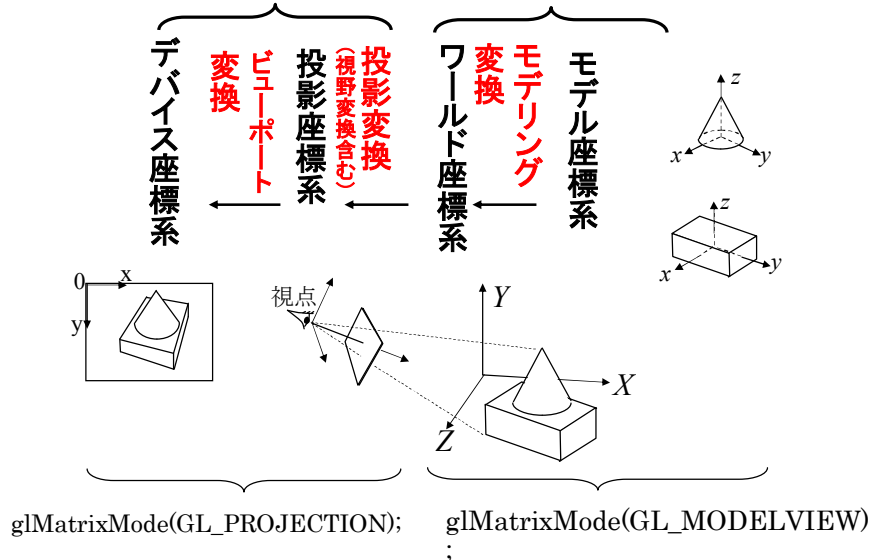 モデル座標系
モデリング
変換
ワールド座標系
投影変換
(視野変換含む)
投影座標系
ビューポート
変換
デバイス座標系
z
x
y
z
x
y
0
x
y
視点
Y
X
Z
glMatrixMode(GL_PROJECTION);
glMatrixMode(GL_MODELVIEW)
;